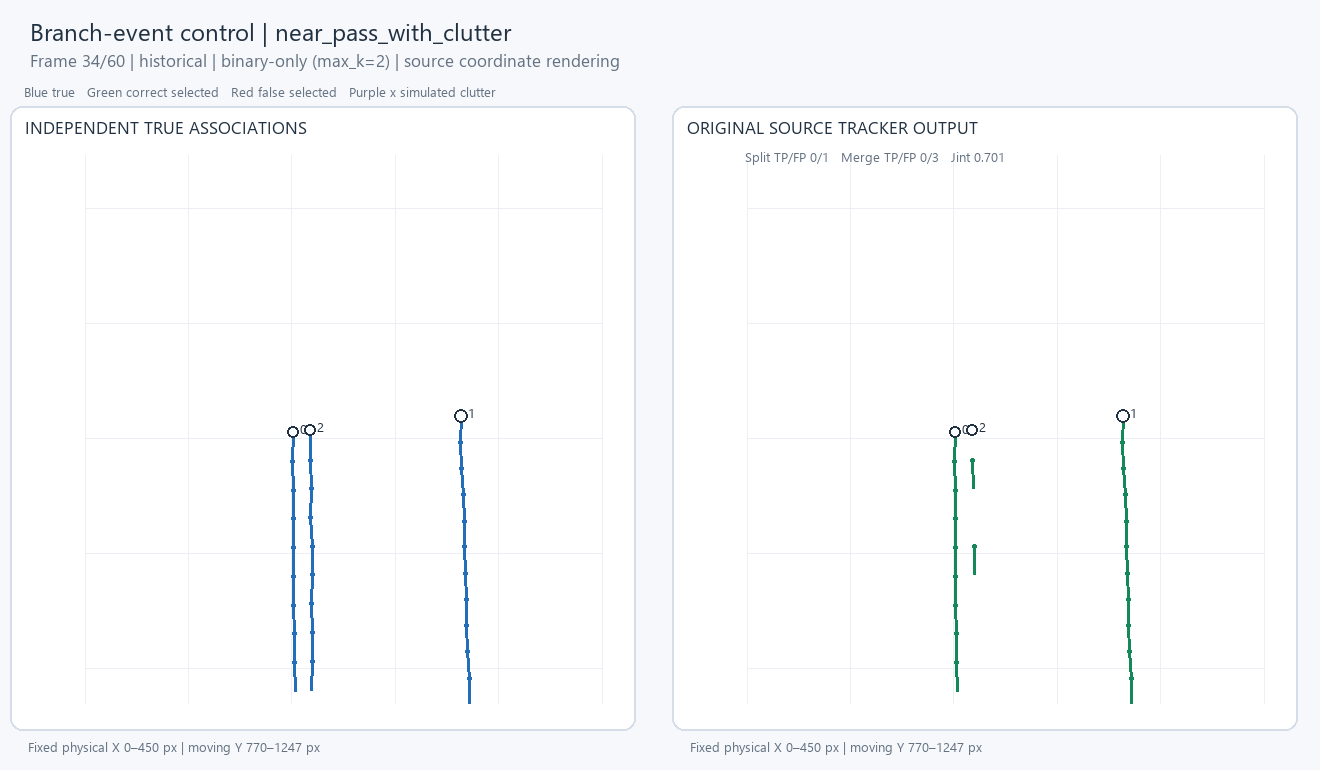 Branch-event control | near_pass_with_clutter
Frame 34/60 | historical | binary-only (max_k=2) | source coordinate rendering
Blue true Green correct selected Red false selected Purple x simulated clutter
INDEPENDENT TRUE ASSOCIATIONS
0 2 1
Fixed physical X 0–450 px | moving Y 770–1247 px
ORIGINAL SOURCE TRACKER OUTPUT
Split TP/FP 0/1 Merge TP/FP 0/3 Jint 0.701
0 2 1
Fixed physical X 0–450 px | moving Y 770–1247 px